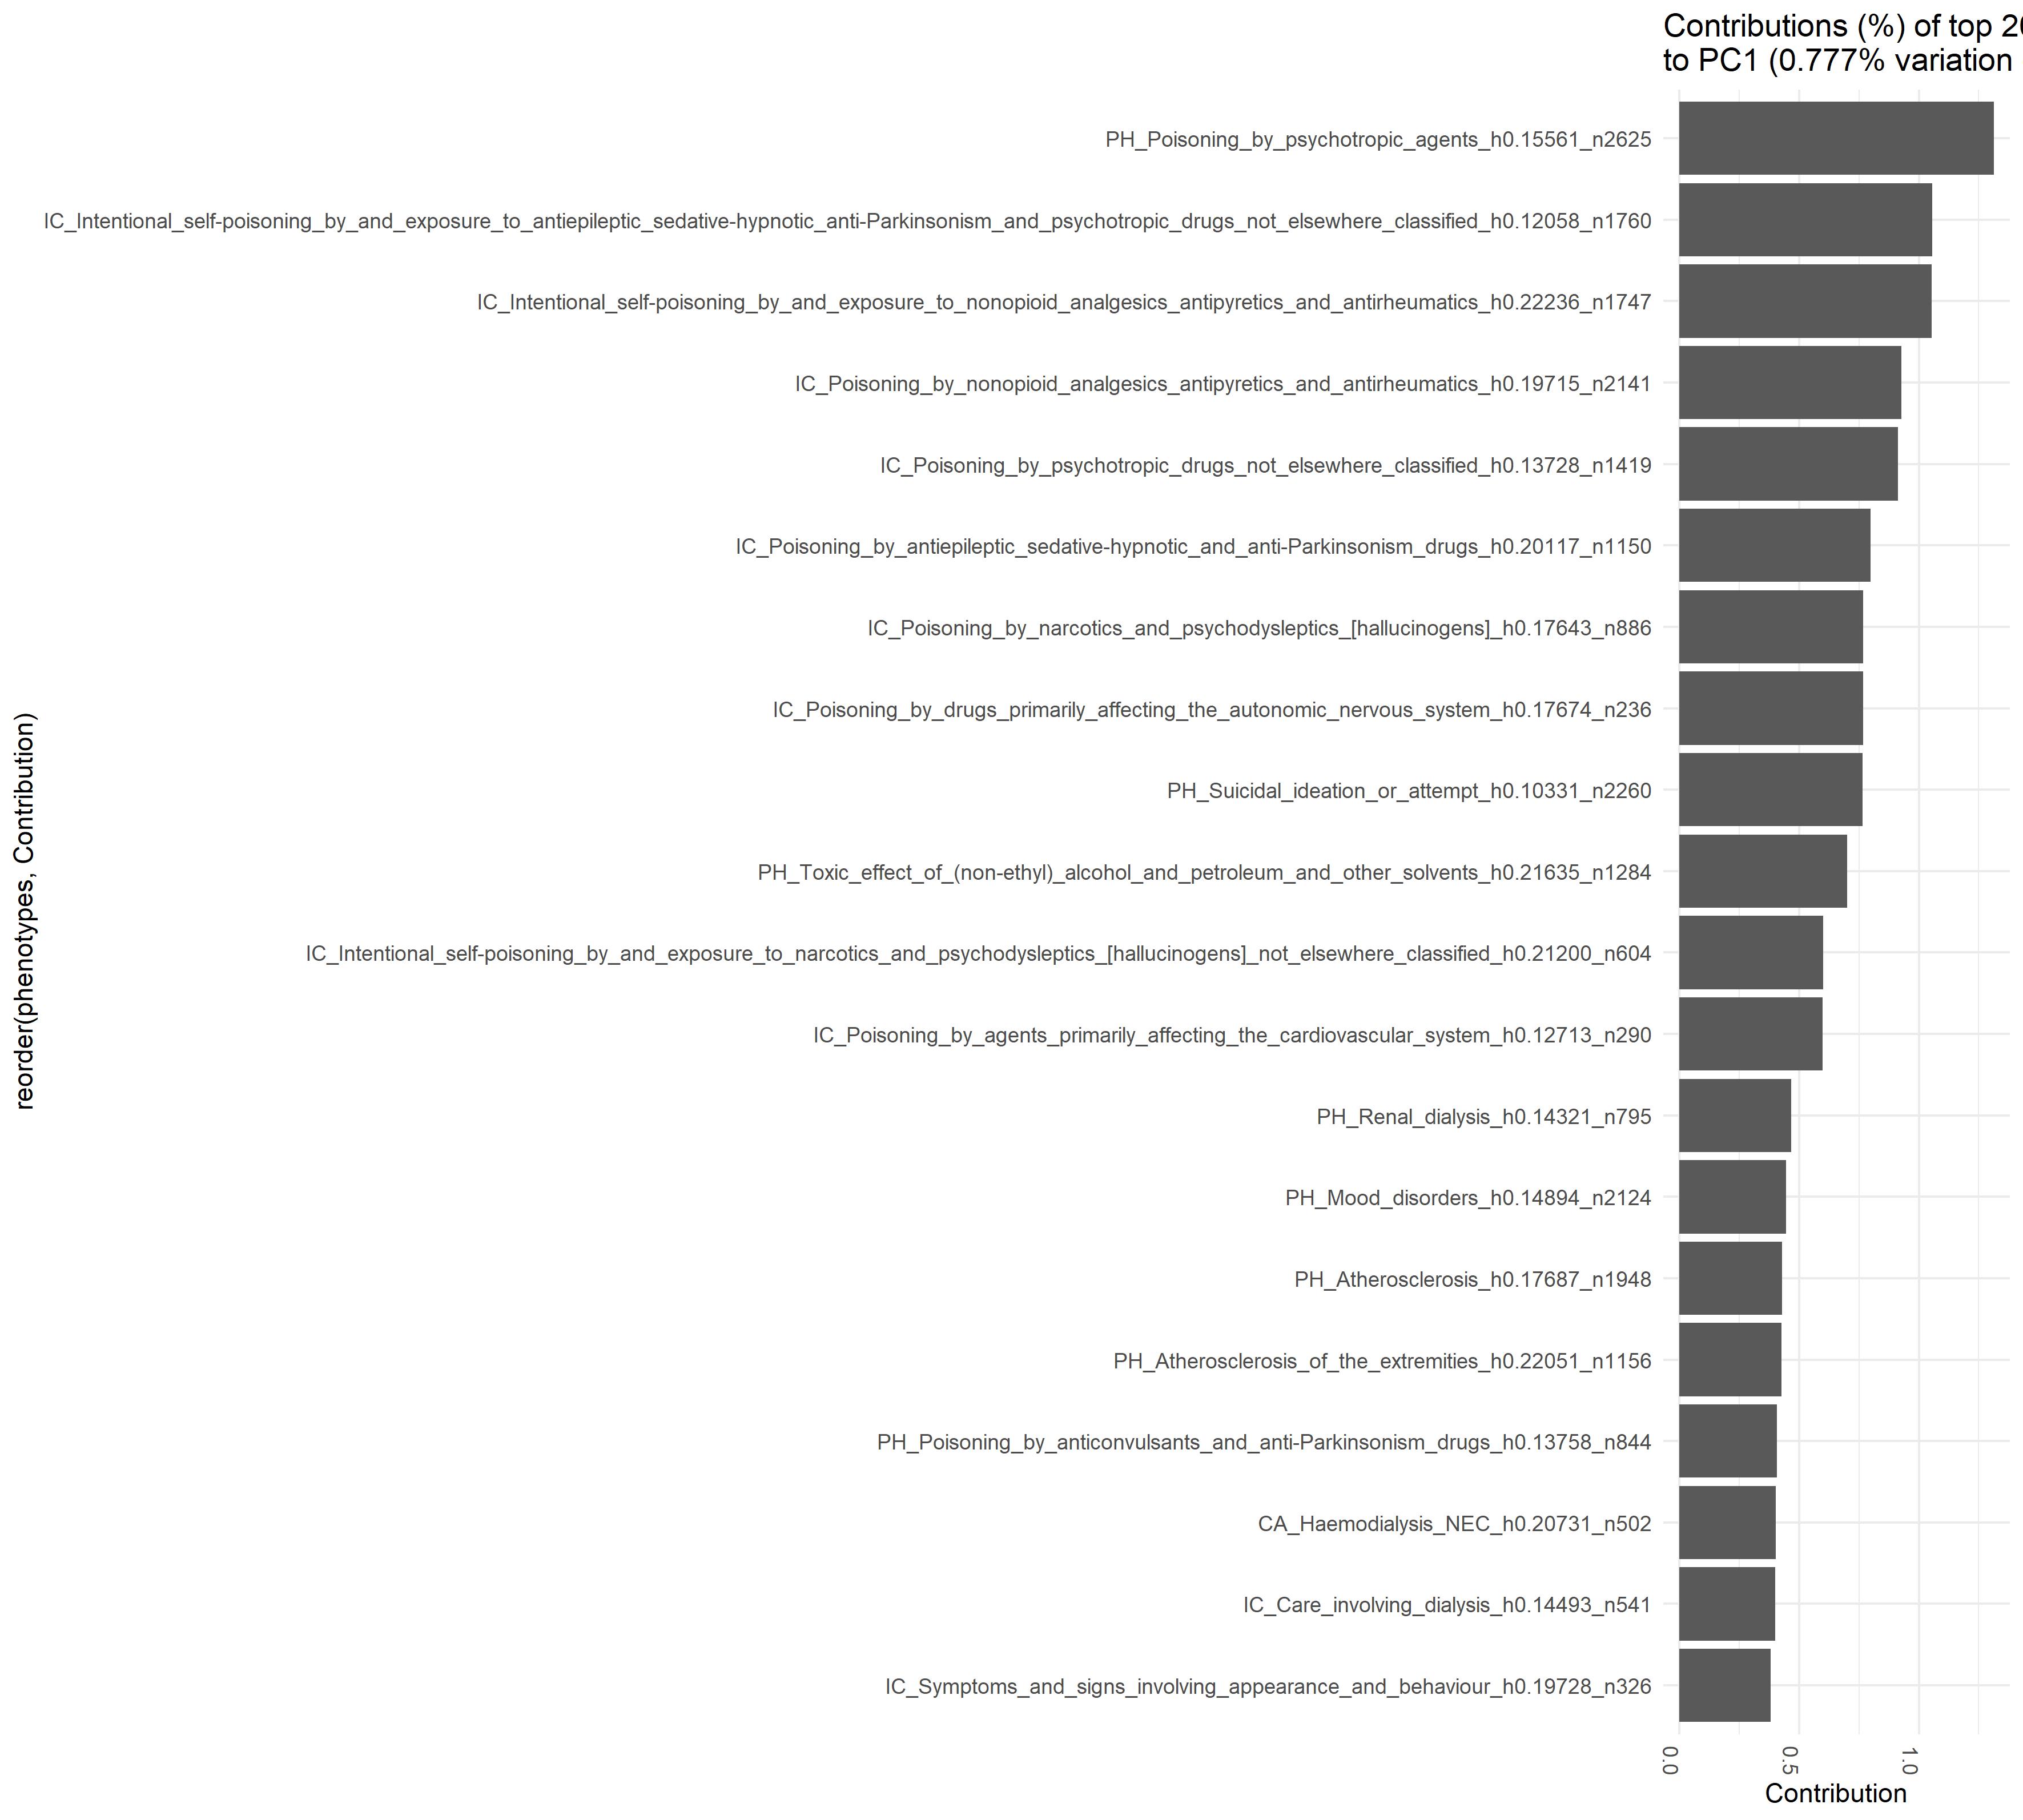 Contributions (%) of top 20
to PC1 (0.777% variation
PH_Poisoning_by_psychotropic_agents_h0.15561_n2625
IC_Intentional_self-poisoning_by_and_exposure_to_antiepileptic_sedative-hypnotic_anti-Parkinsonism_and_psychotropic_drugs_not_elsewhere_classified_h0.12058_n1760
IC_Intentional_self-poisoning_by_and_exposure_to_nonopioid_analgesics_antipyretics_and_antirheumatics_h0.22236_n1747
IC_Poisoning_by_nonopioid_analgesics_antipyretics_and_antirheumatics_h0.19715_n2141
IC_Poisoning_by_psychotropic_drugs_not_elsewhere_classified_h0.13728_n1419
IC_Poisoning_by_antiepileptic_sedative-hypnotic_and_anti-Parkinsonism_drugs_h0.20117_n1150
IC_Poisoning_by_narcotics_and_psychodysleptics_[hallucinogens]_h0.17643_n886
IC_Poisoning_by_drugs_primarily_affecting_the_autonomic_nervous_system_h0.17674_n236
PH_Suicidal_ideation_or_attempt_h0.10331_n2260
PH_Toxic_effect_of_(non-ethyl)_alcohol_and_petroleum_and_other_solvents_h0.21635_n1284
IC_Intentional_self-poisoning_by_and_exposure_to_narcotics_and_psychodysleptics_[hallucinogens]_not_elsewhere_classified_h0.21200_n604
IC_Poisoning_by_agents_primarily_affecting_the_cardiovascular_system_h0.12713_n290
PH_Renal_dialysis_h0.14321_n795
PH_Mood_disorders_h0.14894_n2124
PH_Atherosclerosis_h0.17687_n1948
PH_Atherosclerosis_of_the_extremities_h0.22051_n1156
PH_Poisoning_by_anticonvulsants_and_anti-Parkinsonism_drugs_h0.13758_n844
CA_Haemodialysis_NEC_h0.20731_n502
IC_Care_involving_dialysis_h0.14493_n541
IC_Symptoms_and_signs_involving_appearance_and_behaviour_h0.19728_n326
reorder(phenotypes, Contribution)
0.0
0.5
1.0
Contribution